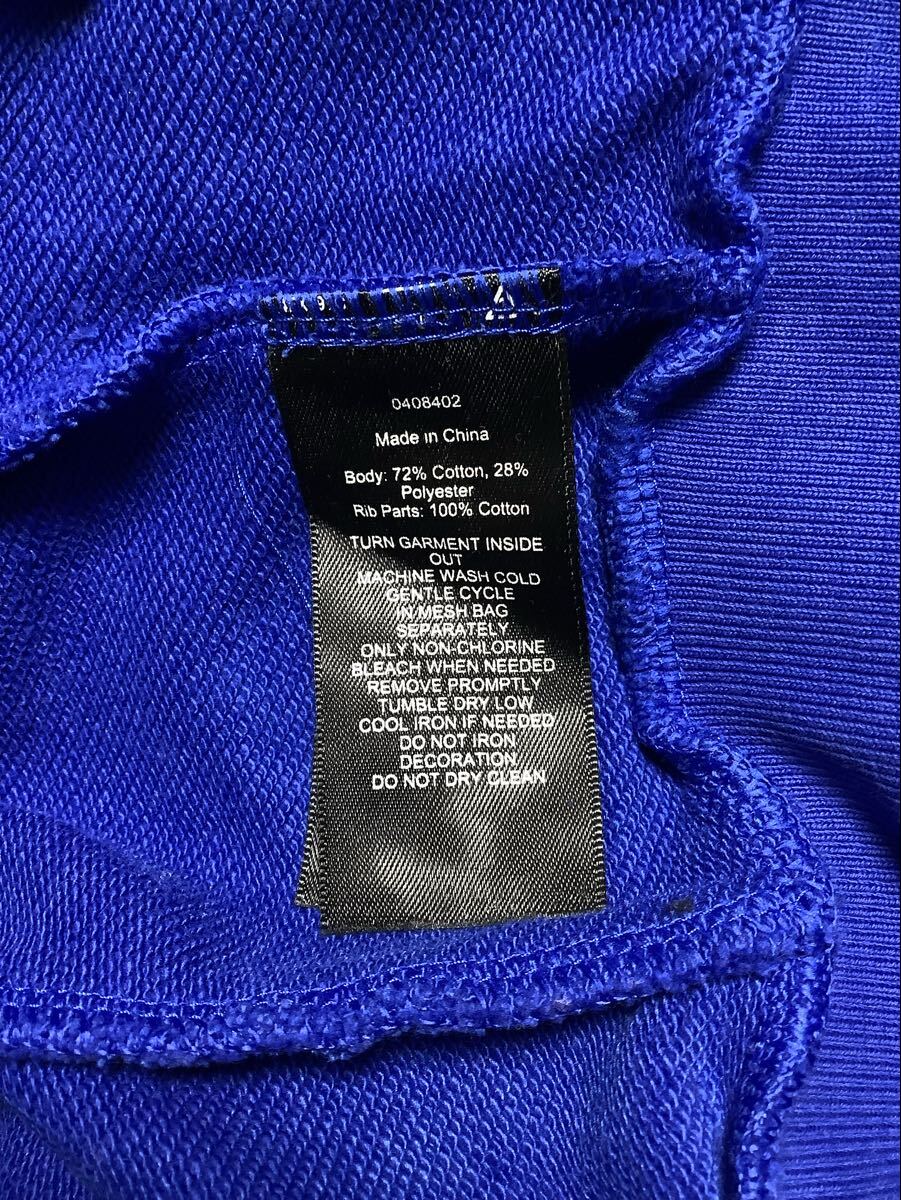 0408402
Made in China
Body: 72% Cotton, 28%
Polyester
Rib Parts: 100% Cotton
TURN GARMENT INSIDE
OUT
MACHINE WASH COLD
GENTLE CYCLE
IN MESH BAG
SEPARATELY
ONLY NON-CHLORINE
BLEACH WHEN NEEDED
REMOVE PROMPTLY
TUMBLE DRY LOW
COOL IRON IF NEEDED
DO NOT IRON
DECORATION
DO NOT DRY CLEAN